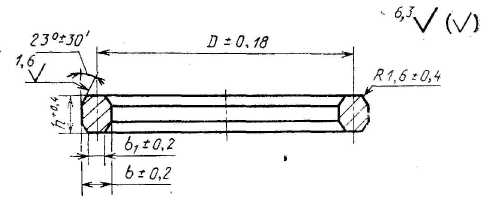 6,3 (√)
23°±30′
D±0,18
1,6
R1,6±0,4
h±0,4
b₁±0,2
b±0,2